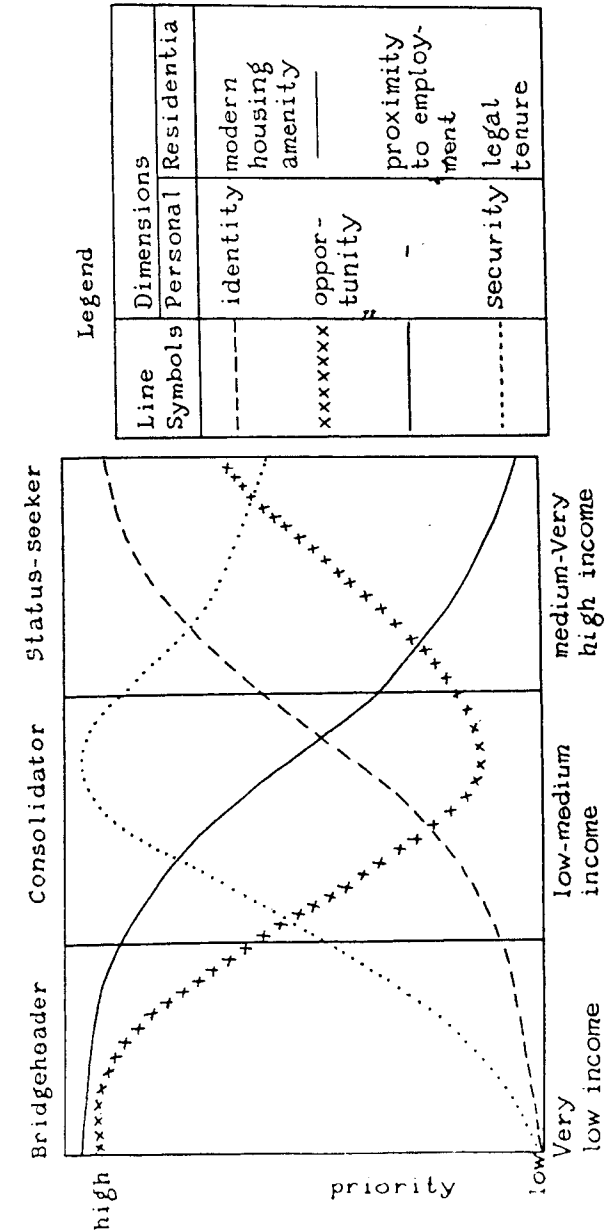 Legend
Line
Symbols
Dimensions
Personal
Residentia
identity
modern
housing
amenity
xxxxxxx
oppor-
tunity
proximity
to employ-
ment
security
legal
tenure
Bridgeheader
Consolidator
Status-seeker
high
priority
low
Very
low income
low-medium
income
medium-Very
high income